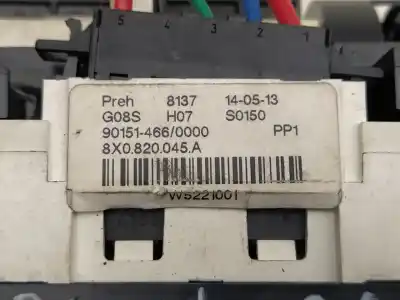 5 4 3 2 1
Preh 8137 14-05-13
G08S H07 S0150
90151-466/0000 PP1
8X0.820.045.A
W5221001